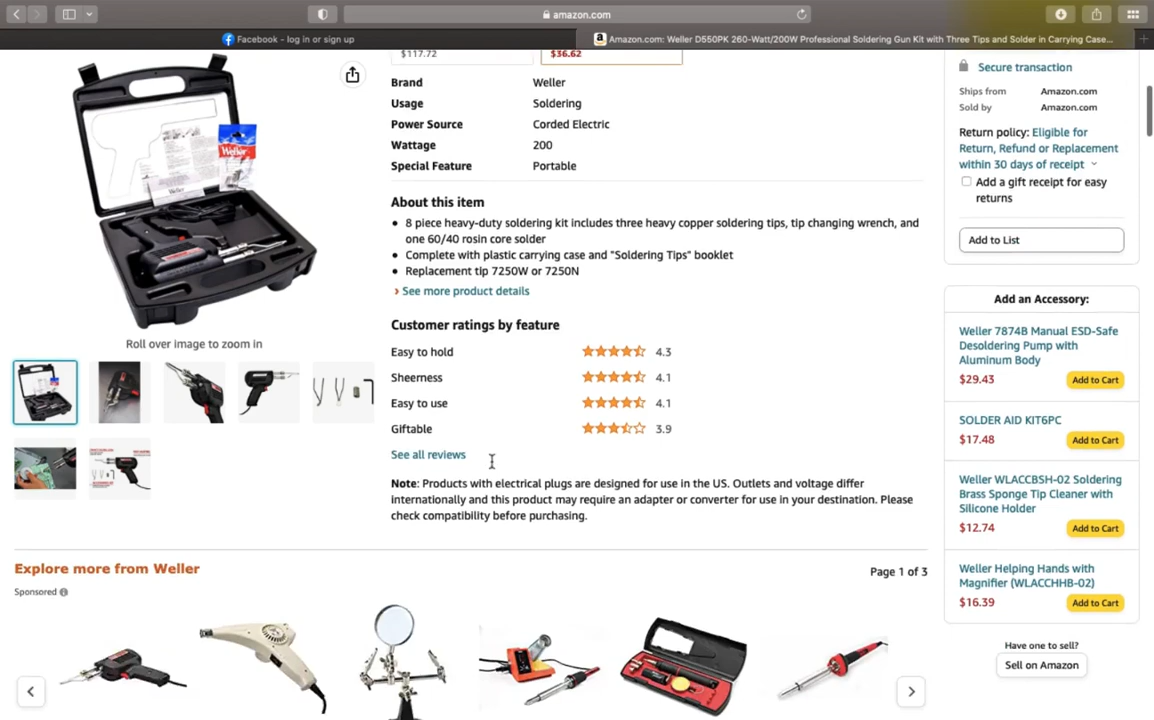 amazon.com
Facebook - log in or sign up
Amazon.com: Weller D550PK 260-Watt/200W Professional Soldering Gun Kit with Three Tips and Solder in Carrying Case...
$117.72
$36.62
Brand Weller
Usage Soldering
Power Source Corded Electric
Wattage 200
Special Feature Portable
About this item
8 piece heavy-duty soldering kit includes three heavy copper soldering tips, tip changing wrench, and
one 60/40 rosin core solder
Complete with plastic carrying case and "Soldering Tips" booklet
Replacement tip 7250W or 7250N
› See more product details
Customer ratings by feature
Easy to hold 4.3
Sheerness 4.1
Easy to use 4.1
Giftable 3.9
See all reviews
Note: Products with electrical plugs are designed for use in the US. Outlets and voltage differ
internationally and this product may require an adapter or converter for use in your destination. Please
check compatibility before purchasing.
Weller
Roll over image to zoom in
Secure transaction
Ships from Amazon.com
Sold by Amazon.com
Return policy: Eligible for
Return, Refund or Replacement
within 30 days of receipt
Add a gift receipt for easy
returns
Add to List
Add an Accessory:
Weller 7874B Manual ESD-Safe
Desoldering Pump with
Aluminum Body
$29.43 Add to Cart
SOLDER AID KIT6PC
$17.48 Add to Cart
Weller WLACCBSH-02 Soldering
Brass Sponge Tip Cleaner with
Silicone Holder
$12.74 Add to Cart
Weller Helping Hands with
Magnifier (WLACCHHB-02)
$16.39 Add to Cart
Have one to sell?
Sell on Amazon
Explore more from Weller
Page 1 of 3
Sponsored